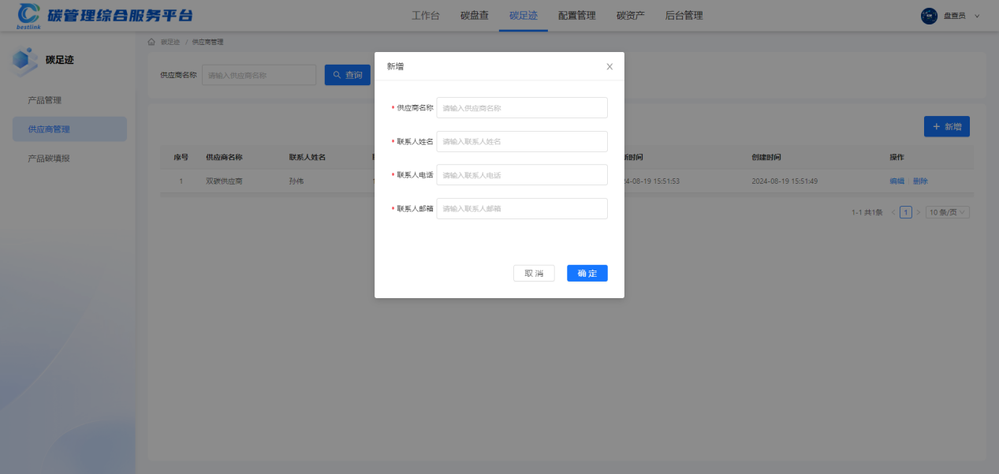 bestlink 碳管理综合服务平台 工作台 碳盘查 碳足迹 配置管理 碳资产 后台管理 盘查员
碳足迹
产品管理
供应商管理
产品碳填报
碳足迹 / 供应商管理
供应商名称 请输入供应商名称 查询
+ 新增
序号 供应商名称 联系人姓名 时间 创建时间 操作
1 双碳供应商 孙伟 4-08-19 15:51:53 2024-08-19 15:51:49 编辑 删除
1-1 共1条 < 1 > 10 条/页
新增
* 供应商名称 请输入供应商名称
* 联系人姓名 请输入联系人姓名
* 联系人电话 请输入联系人电话
* 联系人邮箱 请输入联系人邮箱
取 消 确 定